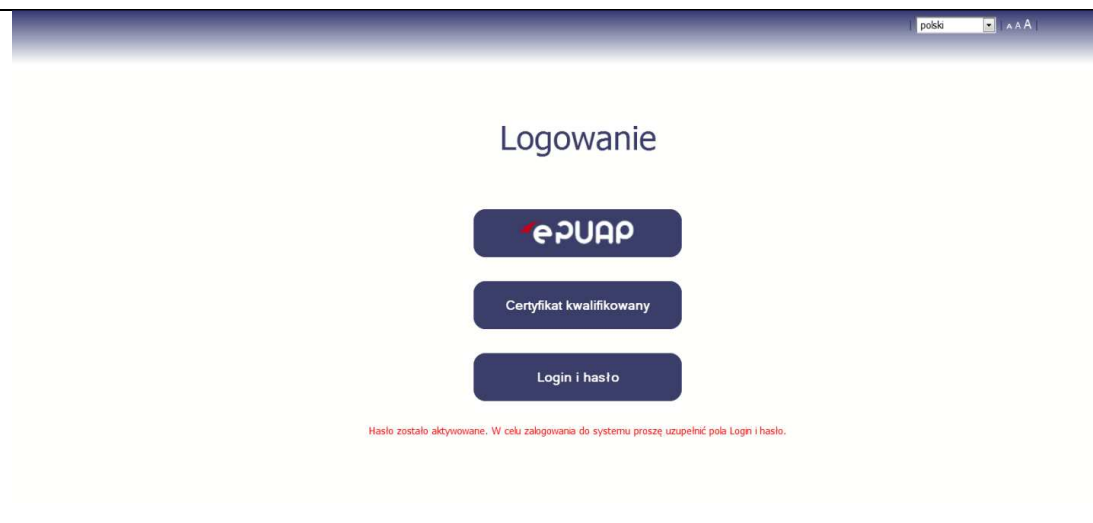 polski
A A A
Logowanie
ePUAP
Certyfikat kwalifikowany
Login i hasło
Hasło zostało aktywowane. W celu zalogowania do systemu proszę uzupełnić pola Login i hasło.